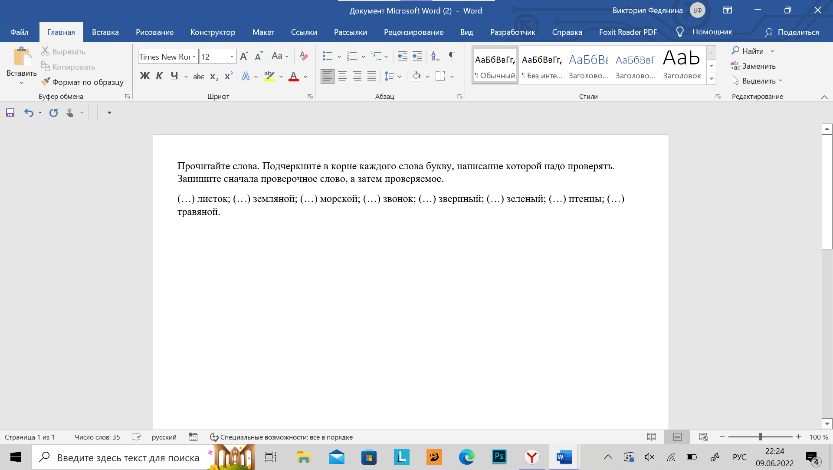 Документ Microsoft Word (2) - Word
Виктория Федянина
ВФ
Файл Главная Вставка Рисование Конструктор Макет Ссылки Рассылки Рецензирование Вид Разработчик Справка Foxit Reader PDF Помощник Поделиться
Вставить
Вырезать
Копировать
Формат по образцу
Буфер обмена
Times New Ror 12
Aa
Ж К Ч abc x₂ x²
Шрифт
Абзац
АаБбВвГг, АаБбВвГг, АаБбВв АаБбВвГ АаБ
¶ Обычный ¶ Без инте... Заголово... Заголово... Заголовок
Стили
Найти
Заменить
Выделить
Редактирование
Прочитайте слова. Подчеркните в корне каждого слова букву, написание которой надо проверять.
Запишите сначала проверочное слово, а затем проверяемое.
(…) листок; (…) земляной; (…) морской; (…) звонок; (…) звериный; (…) зеленый; (…) птенцы; (…)
травяной.
Страница 1 из 1 Число слов: 35 русский Специальные возможности: все в порядке 100 %
Введите здесь текст для поиска
РУС
22:24
09.06.2022
4